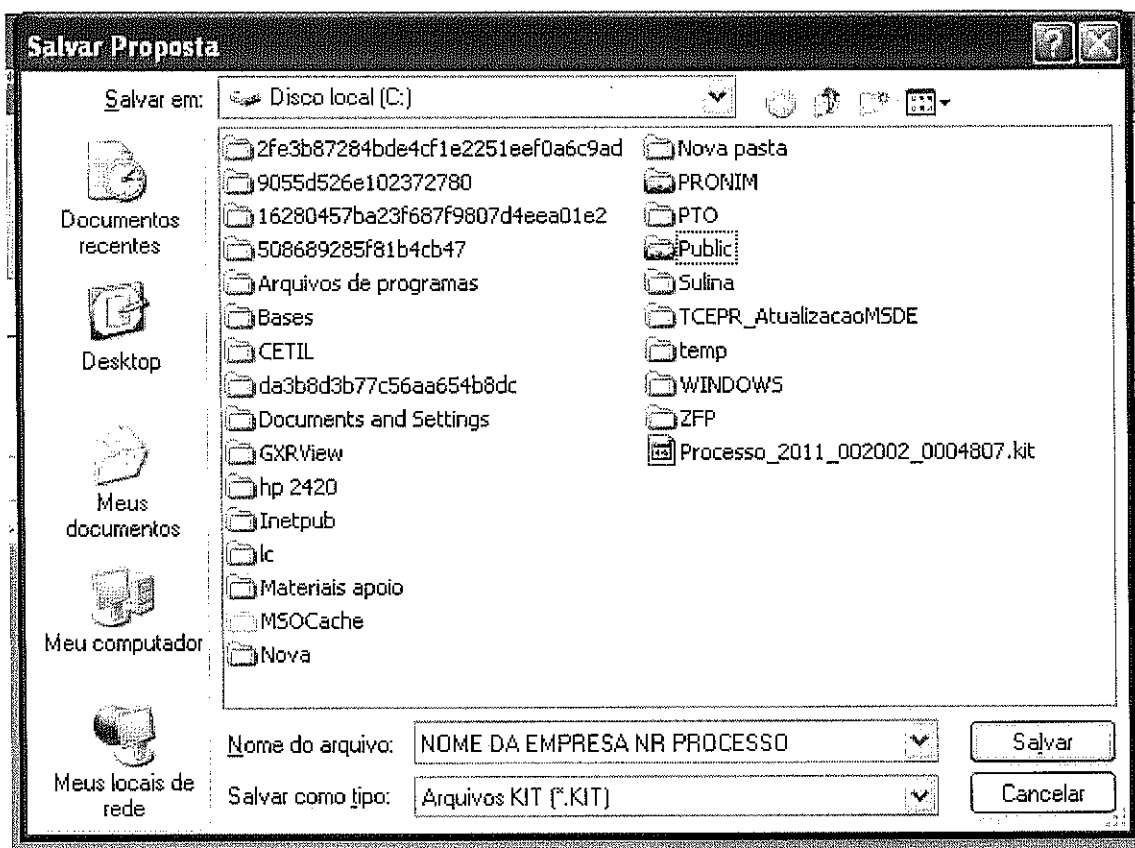 Salvar Proposta
Salvar em:
Disco local (C:)
Documentos
recentes
Desktop
Meus
documentos
Meu computador
Meus locais de
rede
2fe3b87284bde4cf1e2251eef0a6c9ad
9055d526e102372780
16280457ba23f687f9807d4eea01e2
508689285f81b4cb47
Arquivos de programas
Bases
CETIL
da3b8d3b77c56aa654b8dc
Documents and Settings
GXRView
hp 2420
Inetpub
lc
Materiais apoio
MSOCache
Nova
Nova pasta
PRONIM
PTO
Public
Sulina
TCEPR_AtualizacaoMSDE
temp
WINDOWS
ZFP
Processo_2011_002002_0004807.kit
Nome do arquivo:
NOME DA EMPRESA NR PROCESSO
Salvar
Salvar como tipo:
Arquivos KIT (*.KIT)
Cancelar